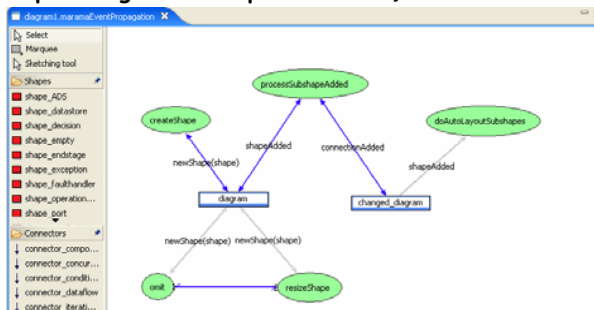 diagram1.maramaEventPropagation
Select
Marquee
Sketching tool
Shapes
shape_ADS
shape_datastore
shape_decision
shape_empty
shape_endstage
shape_exception
shape_faulthandler
shape_operation...
shape_port
Connectors
connector_compo...
connector_concur...
connector_conditi...
connector_dataflow
connector_iterati...
processSubshapeAdded
createShape
doAutoLayoutSubshapes
shapeAdded
connectionAdded
newShape(shape)
shapeAdded
diagram
changed_diagram
newShape(shape)
newShape(shape)
omit
resizeShape